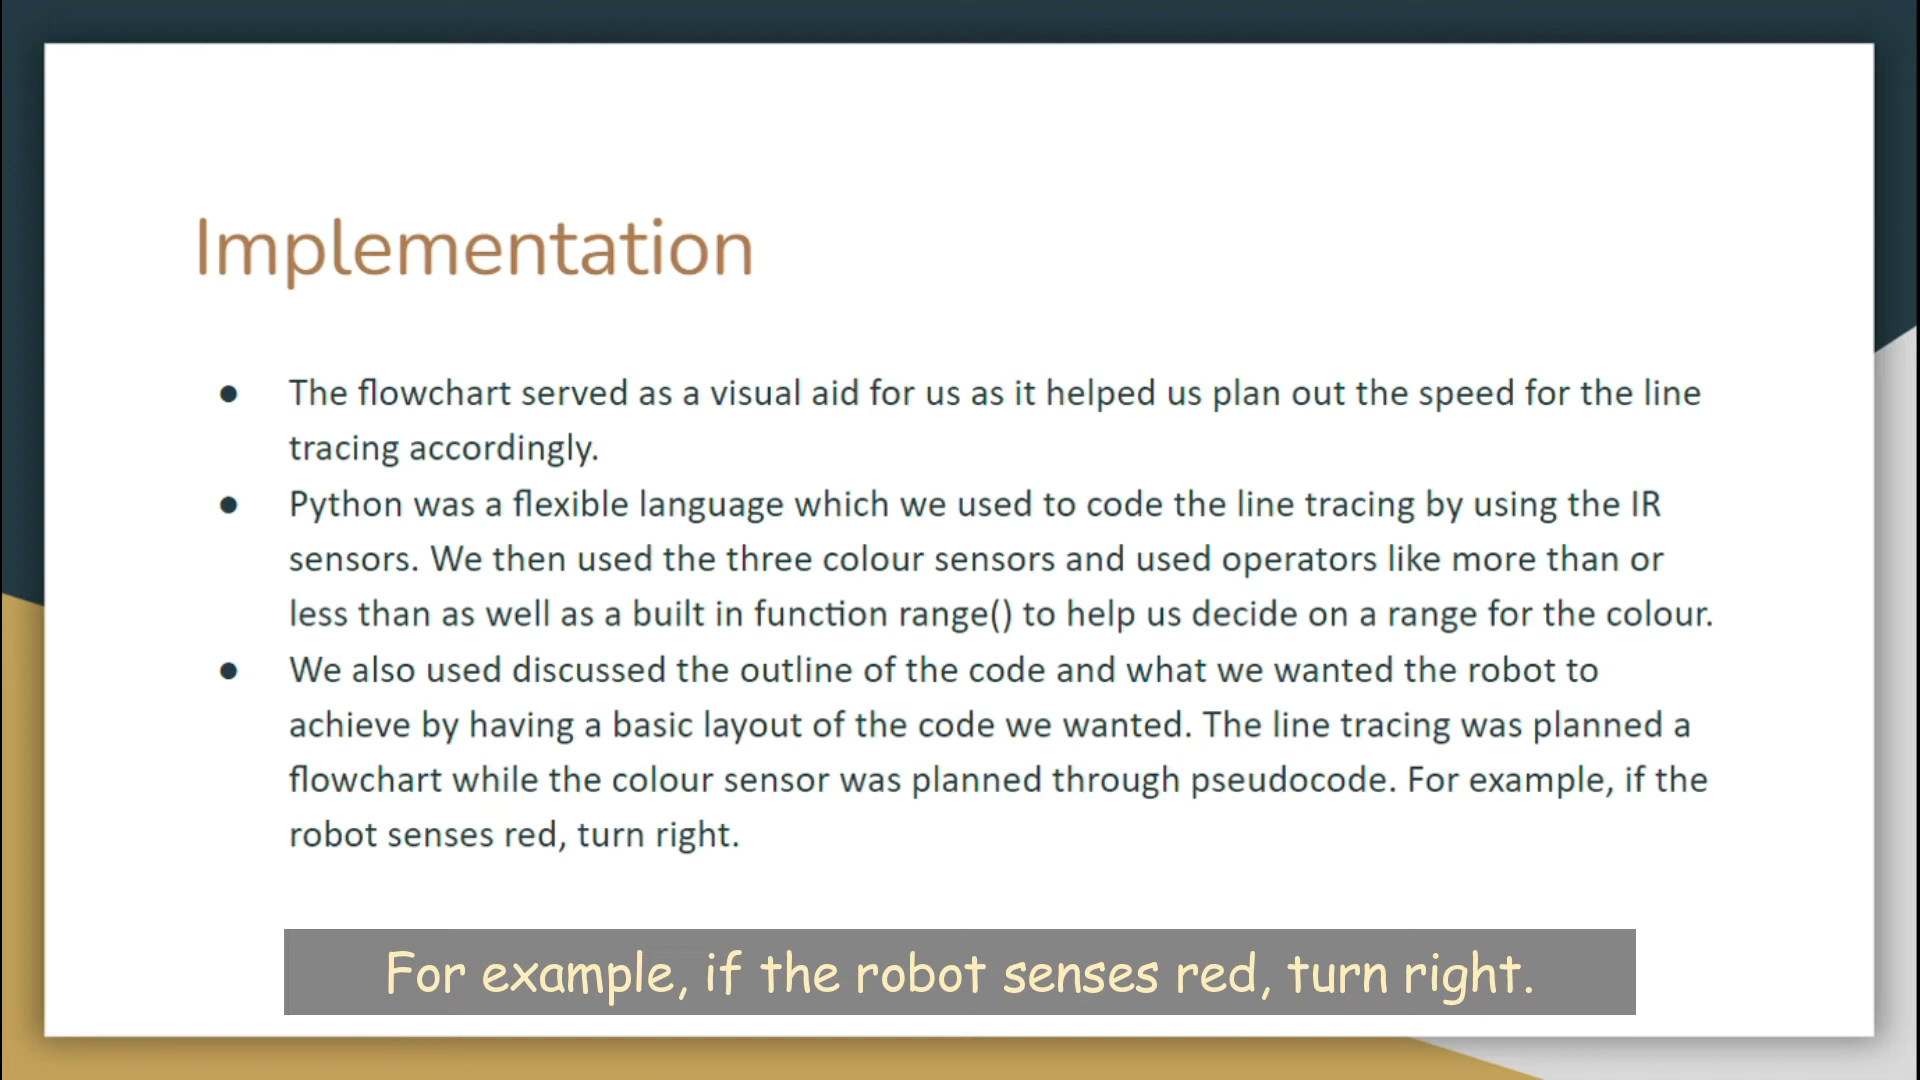 Implementation
● The flowchart served as a visual aid for us as it helped us plan out the speed for the line
tracing accordingly.
● Python was a flexible language which we used to code the line tracing by using the IR
sensors. We then used the three colour sensors and used operators like more than or
less than as well as a built in function range() to help us decide on a range for the colour.
● We also used discussed the outline of the code and what we wanted the robot to
achieve by having a basic layout of the code we wanted. The line tracing was planned a
flowchart while the colour sensor was planned through pseudocode. For example, if the
robot senses red, turn right.
For example, if the robot senses red, turn right.